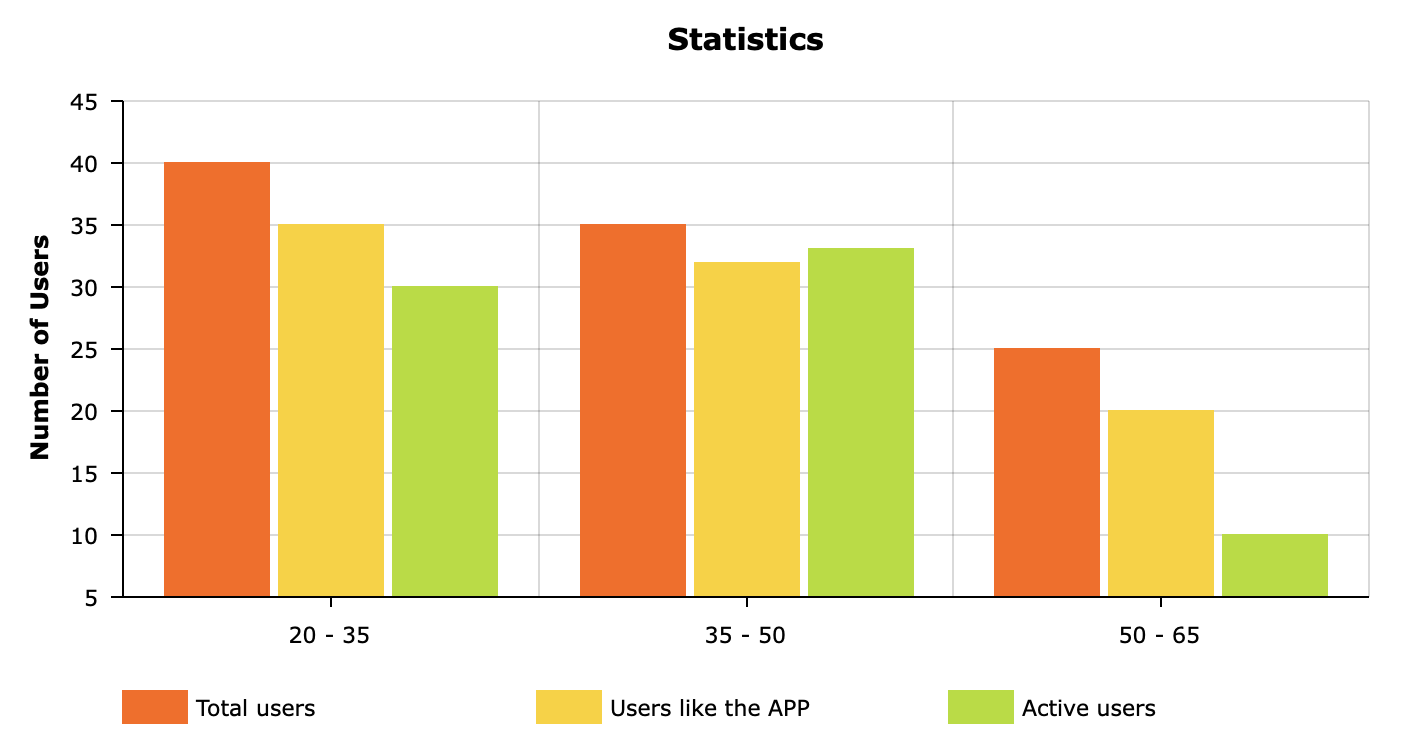 Statistics
Number of Users
45
40
35
30
25
20
15
10
5
20 - 35
35 - 50
50 - 65
Total users
Users like the APP
Active users